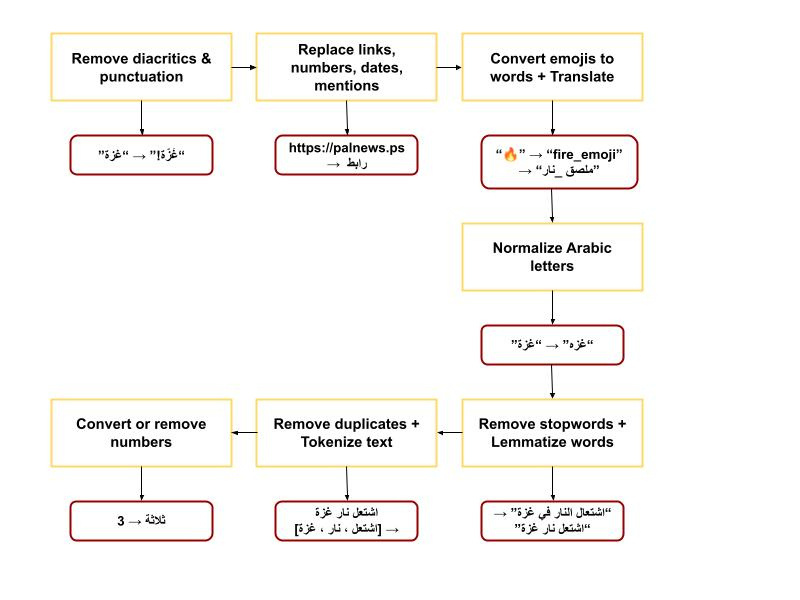 Remove diacritics &
punctuation
Replace links,
numbers, dates,
mentions
Convert emojis to
words + Translate
“غَزّة!” → “غزة”
https://palnews.ps
→ رابط
“🔥” → “fire_emoji”
→ “ملصق _نار”
Normalize Arabic
letters
“غزه” → “غزة”
Convert or remove
numbers
Remove duplicates +
Tokenize text
Remove stopwords +
Lemmatize words
3 → ثلاثة
اشتعل نار غزة
→ [اشتعل ، نار ، غزة]
“اشتعال النار في غزة” →
“اشتعل نار غزة”